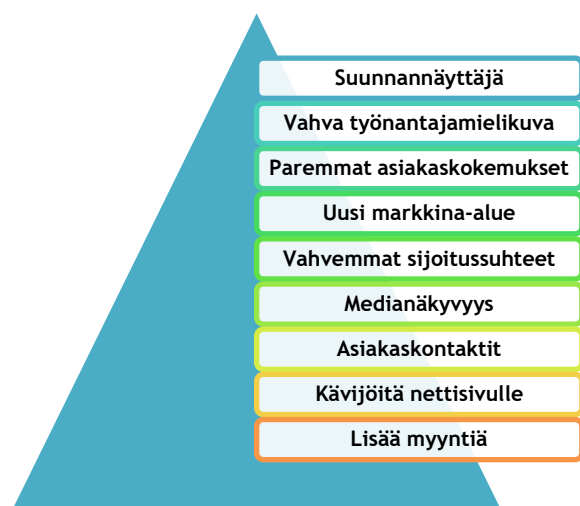 Suunnannäyttäjä
Vahva työnantajamielikuva
Paremmat asiakaskokemukset
Uusi markkina-alue
Vahvemmat sijoitussuhteet
Medianäkyvyys
Asiakaskontaktit
Kävijöitä nettisivulle
Lisää myyntiä